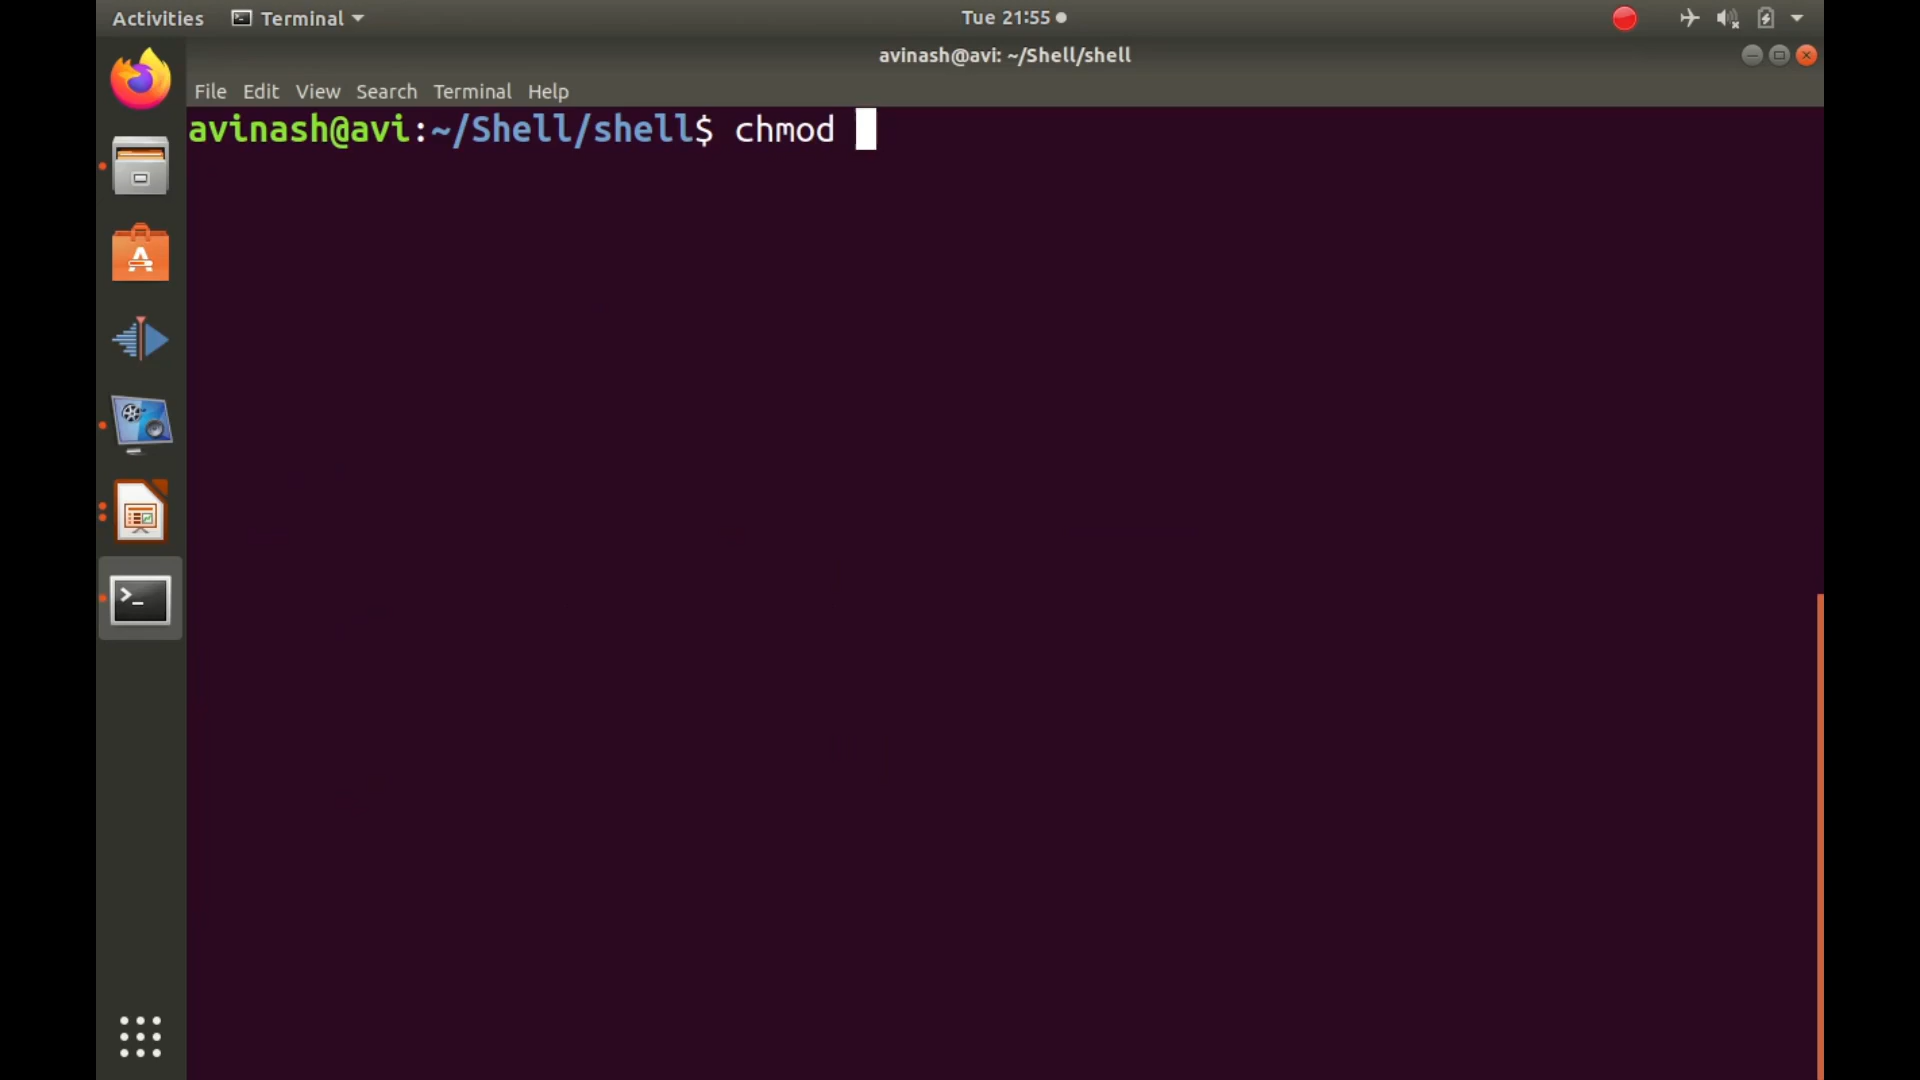 Activities Terminal Tue 21:55
avinash@avi: ~/Shell/shell
File Edit View Search Terminal Help
avinash@avi:~/Shell/shell$ chmod